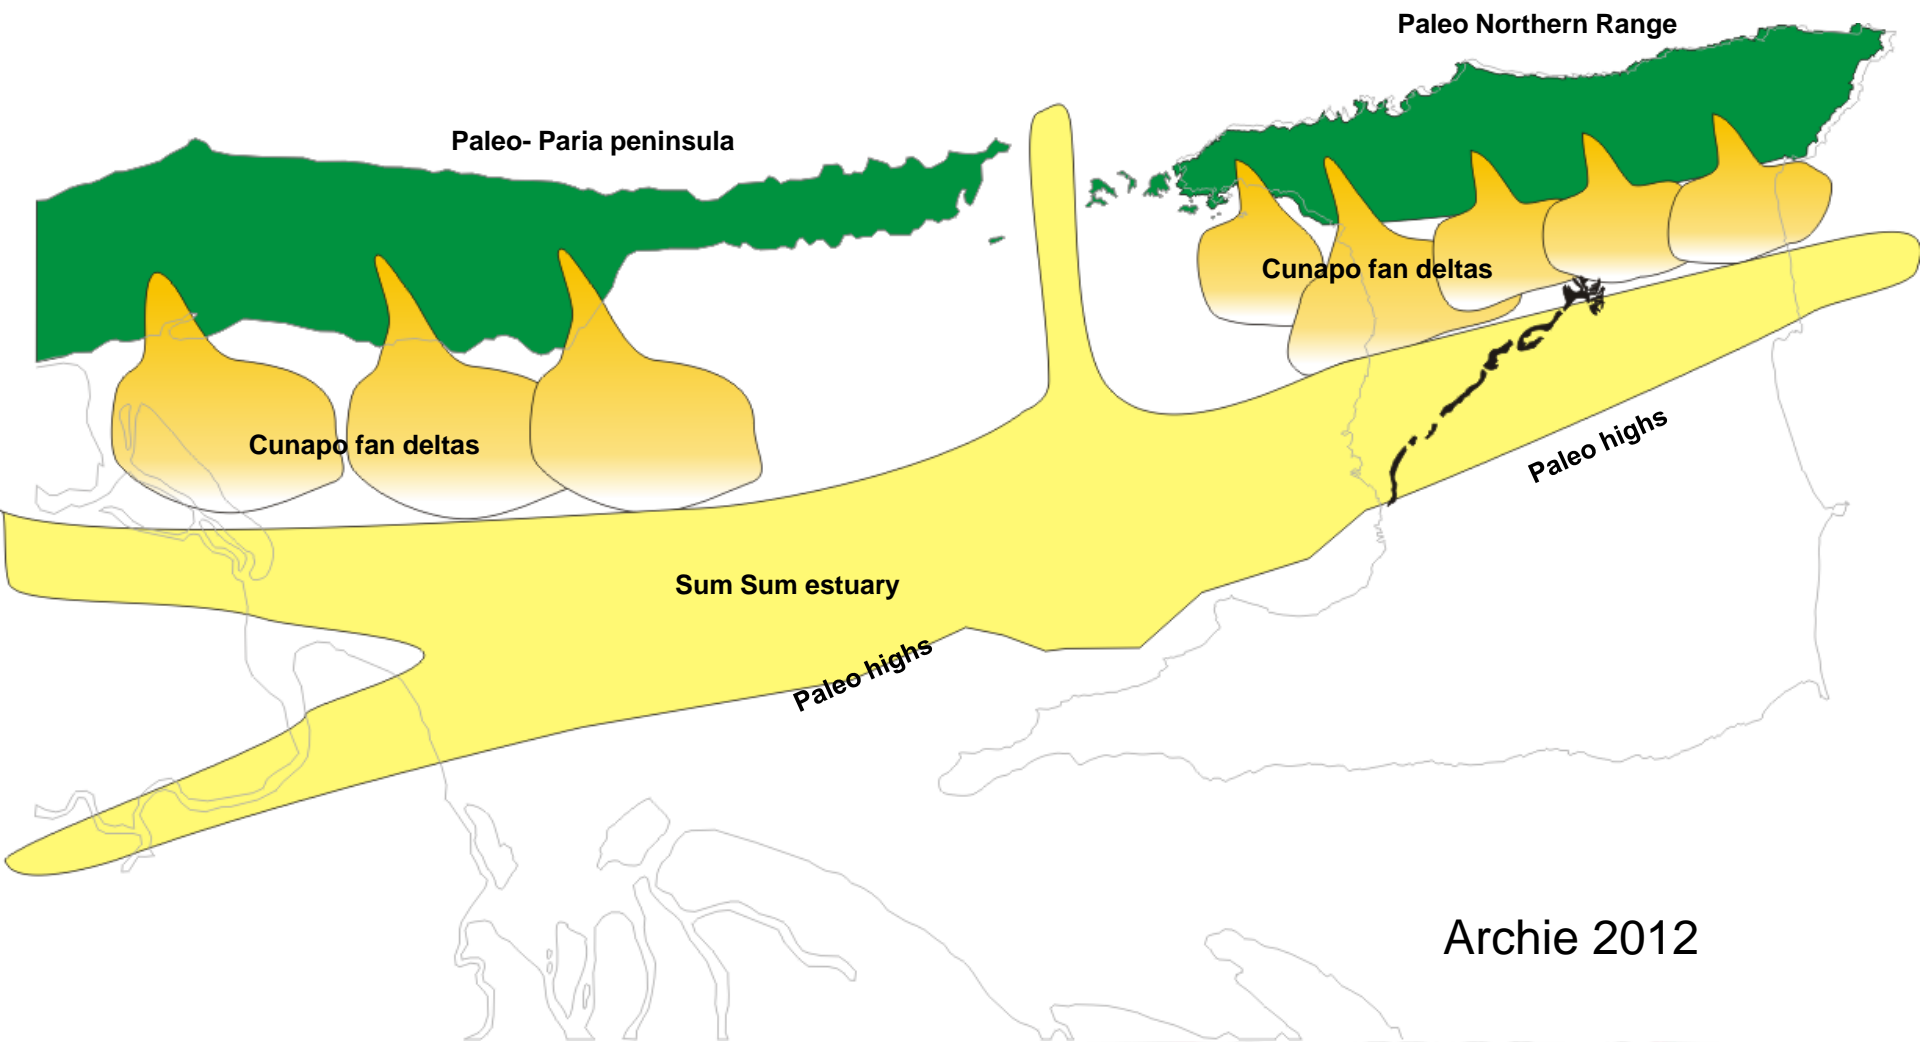 Paleo Northern Range
Paleo- Paria peninsula
Cunapo fan deltas
Cunapo fan deltas
Paleo highs
Sum Sum estuary
Paleo highs
Archie 2012